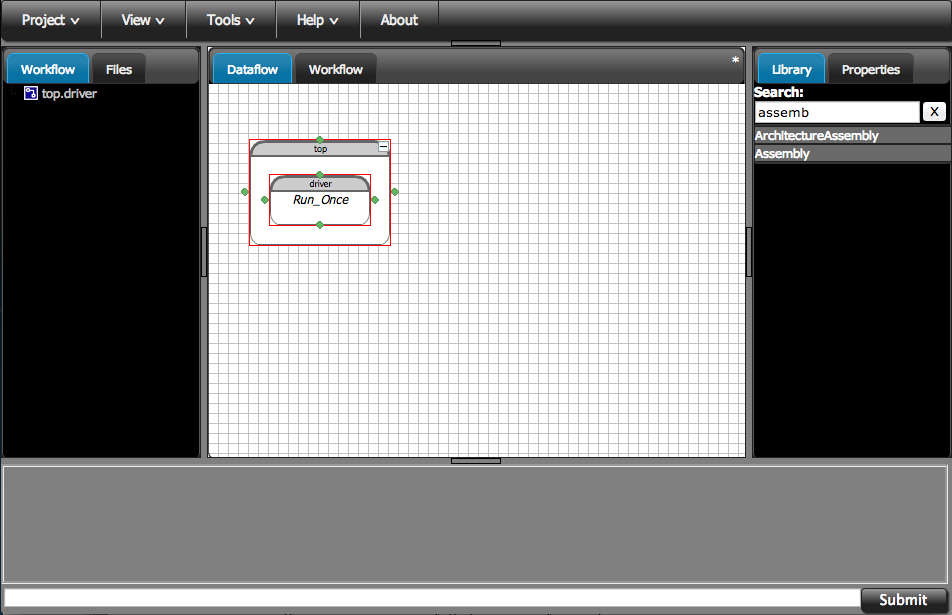 Project View Tools Help About
Workflow Files
top.driver
Dataflow Workflow *
top
driver
Run_Once
Library Properties
Search:
assemb X
ArchitectureAssembly
Assembly
Submit